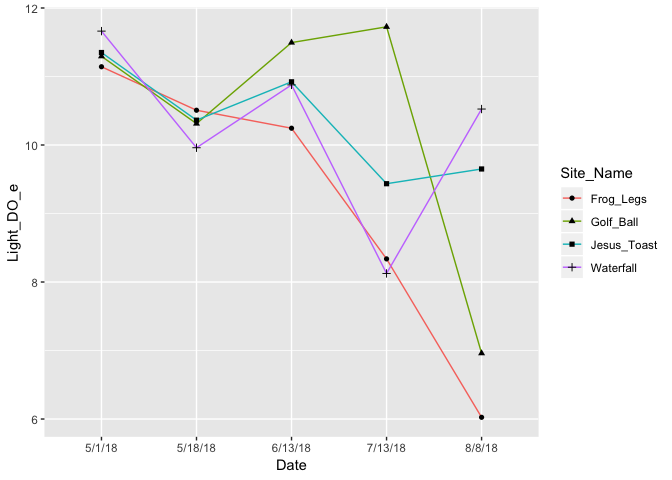 12
10
8
6
Light_DO_e
5/1/18 5/18/18 6/13/18 7/13/18 8/8/18
Date
Site_Name
Frog_Legs
Golf_Ball
Jesus_Toast
Waterfall